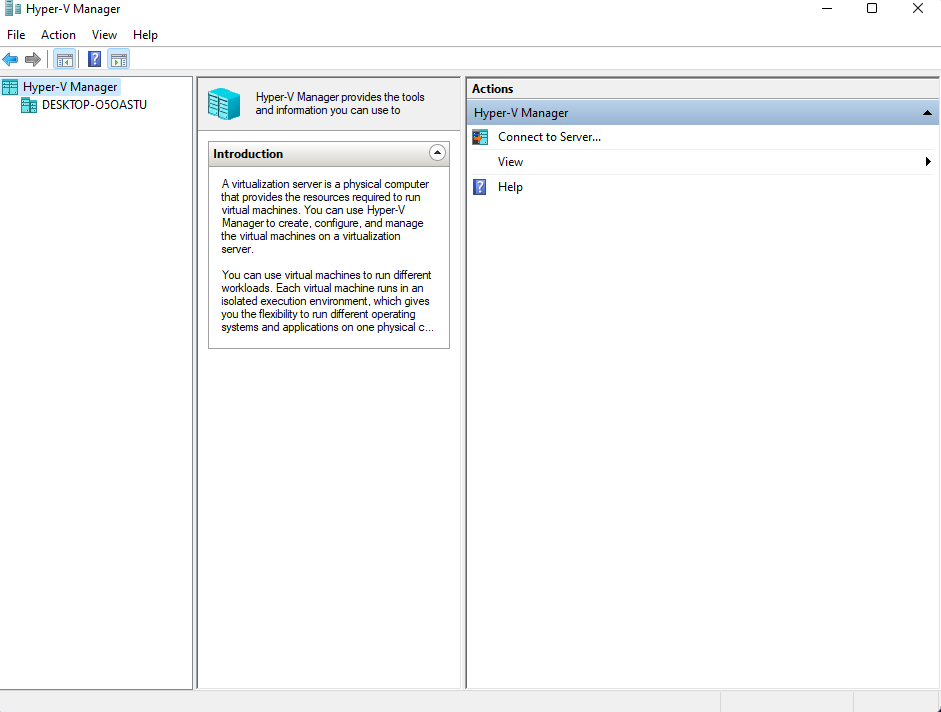 Hyper-V Manager
File Action View Help
Hyper-V Manager
DESKTOP-O5OASTU
Hyper-V Manager provides the tools
and information you can use to
Introduction
A virtualization server is a physical computer
that provides the resources required to run
virtual machines. You can use Hyper-V
Manager to create, configure, and manage
the virtual machines on a virtualization
server.
You can use virtual machines to run different
workloads. Each virtual machine runs in an
isolated execution environment, which gives
you the flexibility to run different operating
systems and applications on one physical c...
Actions
Hyper-V Manager
Connect to Server...
View
Help